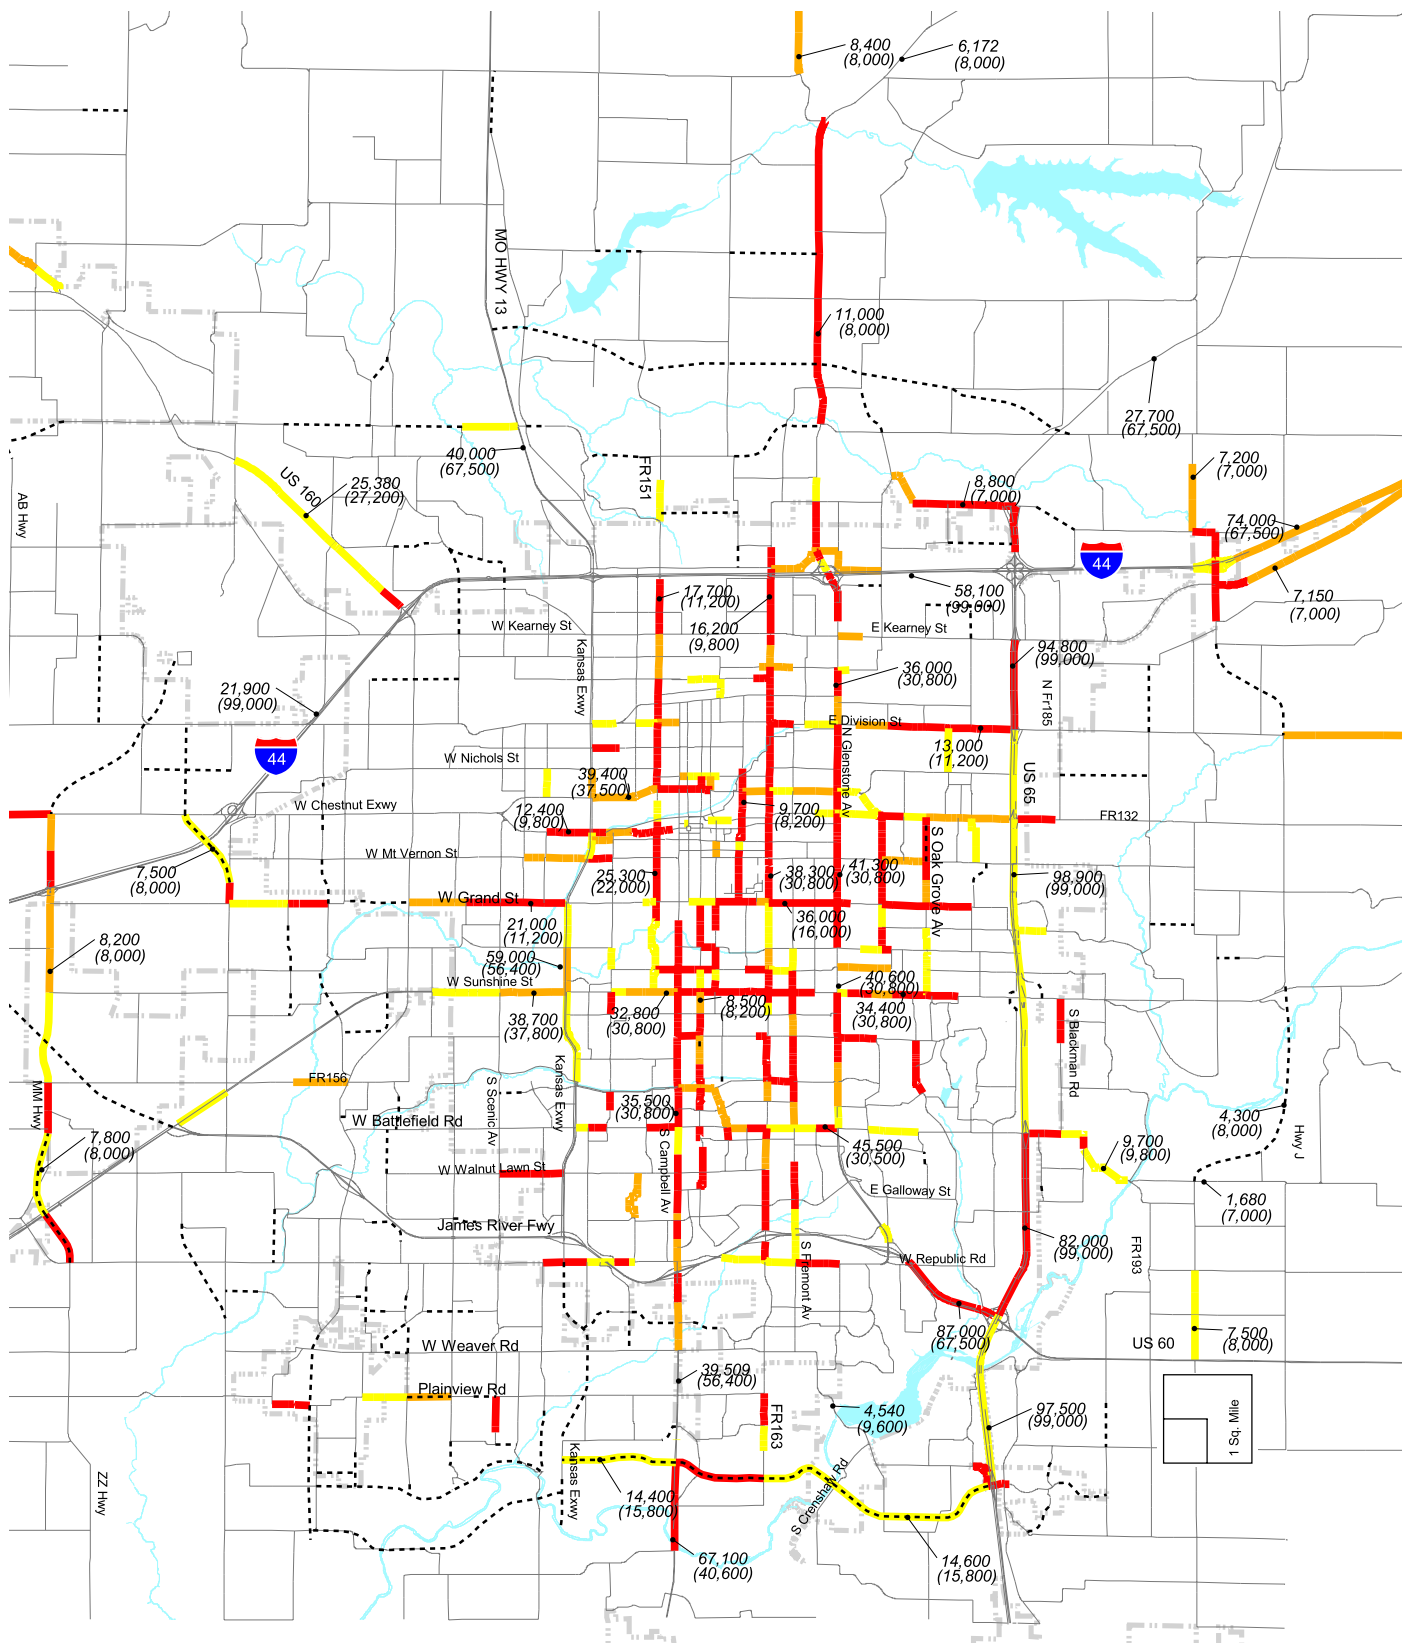 8,400
(8,000)
6,172
(8,000)
MO HWY 13
11,000
(8,000)
27,700
(67,500)
40,000
(67,500)
FR151
7,200
(7,000)
US 160
25,380
(27,200)
8,800
(7,000)
AB Hwy
74,000
(67,500)
44
58,100
(99,000)
7,150
(7,000)
17,700
(11,200)
W Kearney St
16,200
(9,800)
E Kearney St
Kansas Exwy
94,800
(99,000)
36,000
(30,800)
N Fr185
21,900
(99,000)
E Division St
N Glenstone Av
13,000
(11,200)
44
W Nichols St
39,400
(37,500)
US 65
W Chestnut Exwy
12,400
(9,800)
9,700
(8,200)
FR132
W Mt Vernon St
7,500
(8,000)
25,300
(22,000)
38,300
(30,800)
41,300
(30,800)
S Oak Grove Av
98,900
(99,000)
W Grand St
21,000
(11,200)
36,000
(16,000)
8,200
(8,000)
59,000
(56,400)
W Sunshine St
40,600
(30,800)
38,700
(37,800)
32,800
(30,800)
8,500
(8,200)
34,400
(30,800)
S Blackman Rd
FR156
MM Hwy
S Scenic Av
Kansas Exwy
35,500
(30,800)
W Battlefield Rd
4,300
(8,000)
Hwy J
7,800
(8,000)
45,500
(30,500)
9,700
(9,800)
W Walnut Lawn St
S Campbell Av
E Galloway St
1,680
(7,000)
James River Fwy
82,000
(99,000)
S Fremont Av
W Republic Rd
FR193
87,000
(67,500)
7,500
(8,000)
US 60
W Weaver Rd
39,509
(56,400)
Plainview Rd
FR163
4,540
(9,600)
97,500
(99,000)
1 Sq. Mile
Kansas Exwy
ZZ Hwy
14,400
(15,800)
S Crenshaw Rd
67,100
(40,600)
14,600
(15,800)